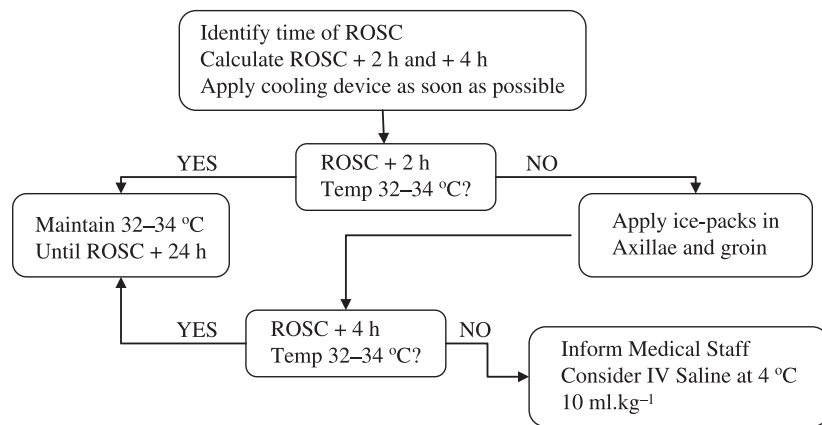 Identify time of ROSC
Calculate ROSC + 2 h and + 4 h
Apply cooling device as soon as possible
YES
ROSC + 2 h
Temp 32–34 °C?
NO
Maintain 32–34 °C
Until ROSC + 24 h
Apply ice-packs in
Axillae and groin
YES
ROSC + 4 h
Temp 32–34 °C?
NO
Inform Medical Staff
Consider IV Saline at 4 °C
10 ml.kg⁻¹